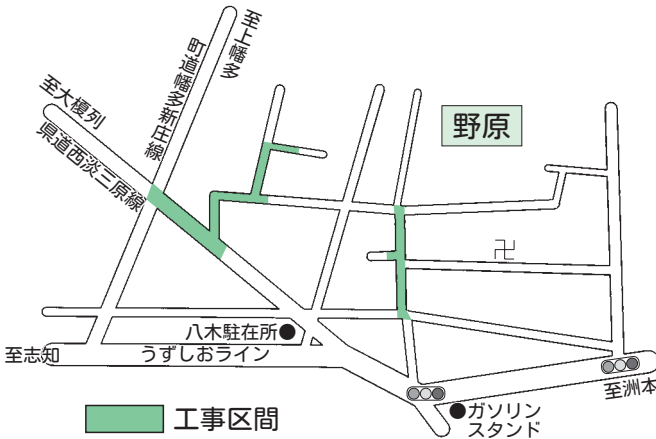 至上幡多
町道幡多新庄線
至大榎列
県道西淡三原線
野原
卍
八木駐在所
至志知
うずしおライン
至洲本
ガソリン
スタンド
工事区間